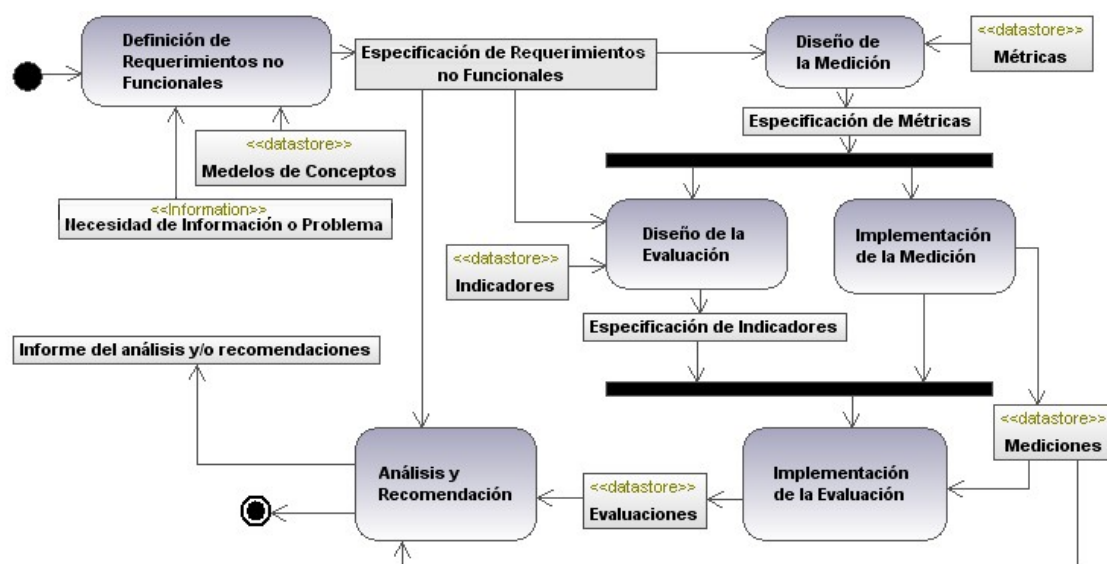 Definición de
Requerimientos no
Funcionales
Especificación de Requerimientos
no Funcionales
Diseño de
la Medición
<<datastore>>
Métricas
Especificación de Métricas
<<datastore>>
Medelos de Conceptos
<<Information>>
Necesidad de Información o Problema
Diseño de la
Evaluación
Implementación
de la Medición
<<datastore>>
Indicadores
Especificación de Indicadores
Informe del análisis y/o recomendaciones
<<datastore>>
Mediciones
Análisis y
Recomendación
<<datastore>>
Evaluaciones
Implementación
de la Evaluación